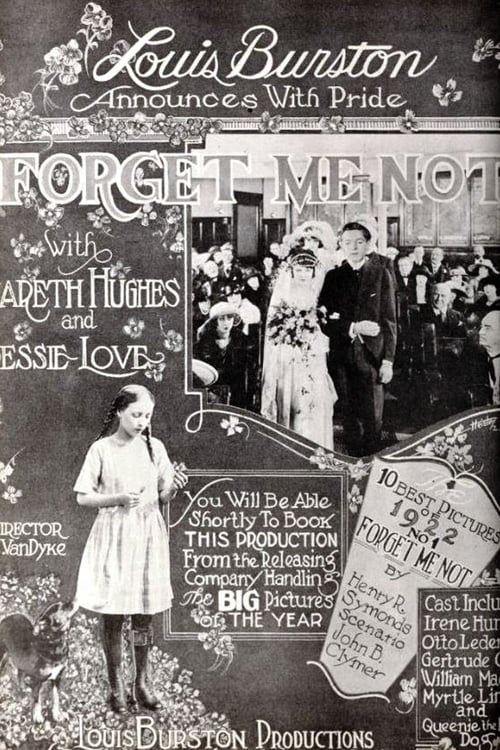 Louis Burston
Announces With Pride
FORGET ME-NOT
with
ARETH HUGHES
and
ESSIE LOVE
IRECTOR
VANDYKE
You Will Be Able
Shortly To Book
THIS PRODUCTION
From the Releasing
Company Handling
The BIG Pictures
OF THE YEAR
10 BEST PICTURES
OF
1922
No 1
FORGET ME NOT
BY
Henry R.
Symonds
Scenario
John B.
Clymer
Cast Inclu
Irene Hun
Otto Leder
Gertrude C
William Ma
Myrtle Lin
and
Queenie the
Dog
LOUIS BURSTON PRODUCTIONS